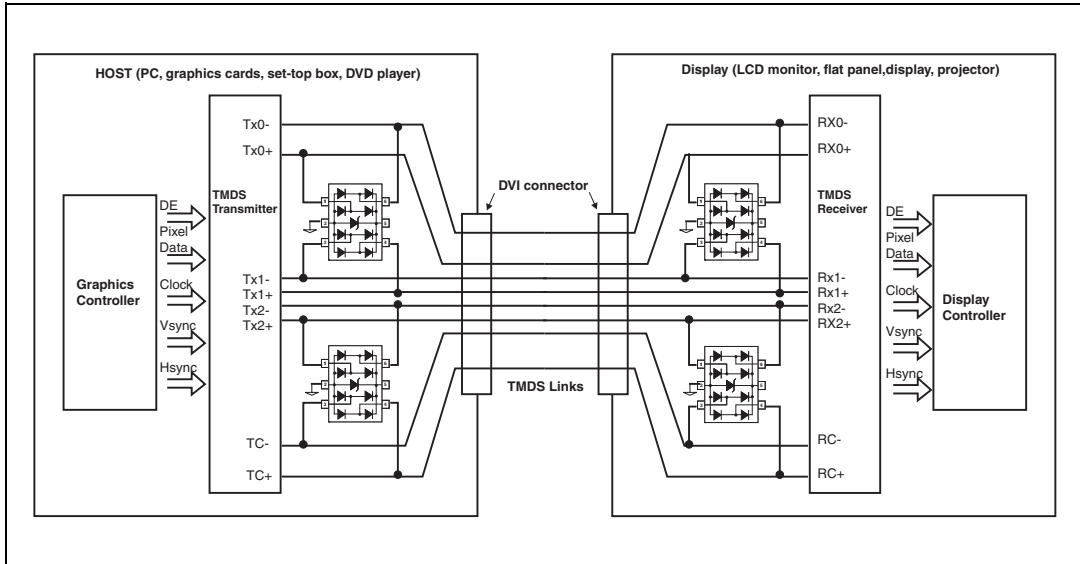 HOST (PC, graphics cards, set-top box, DVD player)
Graphics
Controller
DE
Pixel
Data
Clock
Vsync
Hsync
TMDS
Transmitter
Tx0-
Tx0+
Tx1-
Tx1+
Tx2-
Tx2+
TC-
TC+
DVI connector
TMDS Links
Display (LCD monitor, flat panel,display, projector)
RX0-
RX0+
TMDS
Receiver
Rx1-
Rx1+
Rx2-
RX2+
RC-
RC+
DE
Pixel
Data
Clock
Vsync
Hsync
Display
Controller